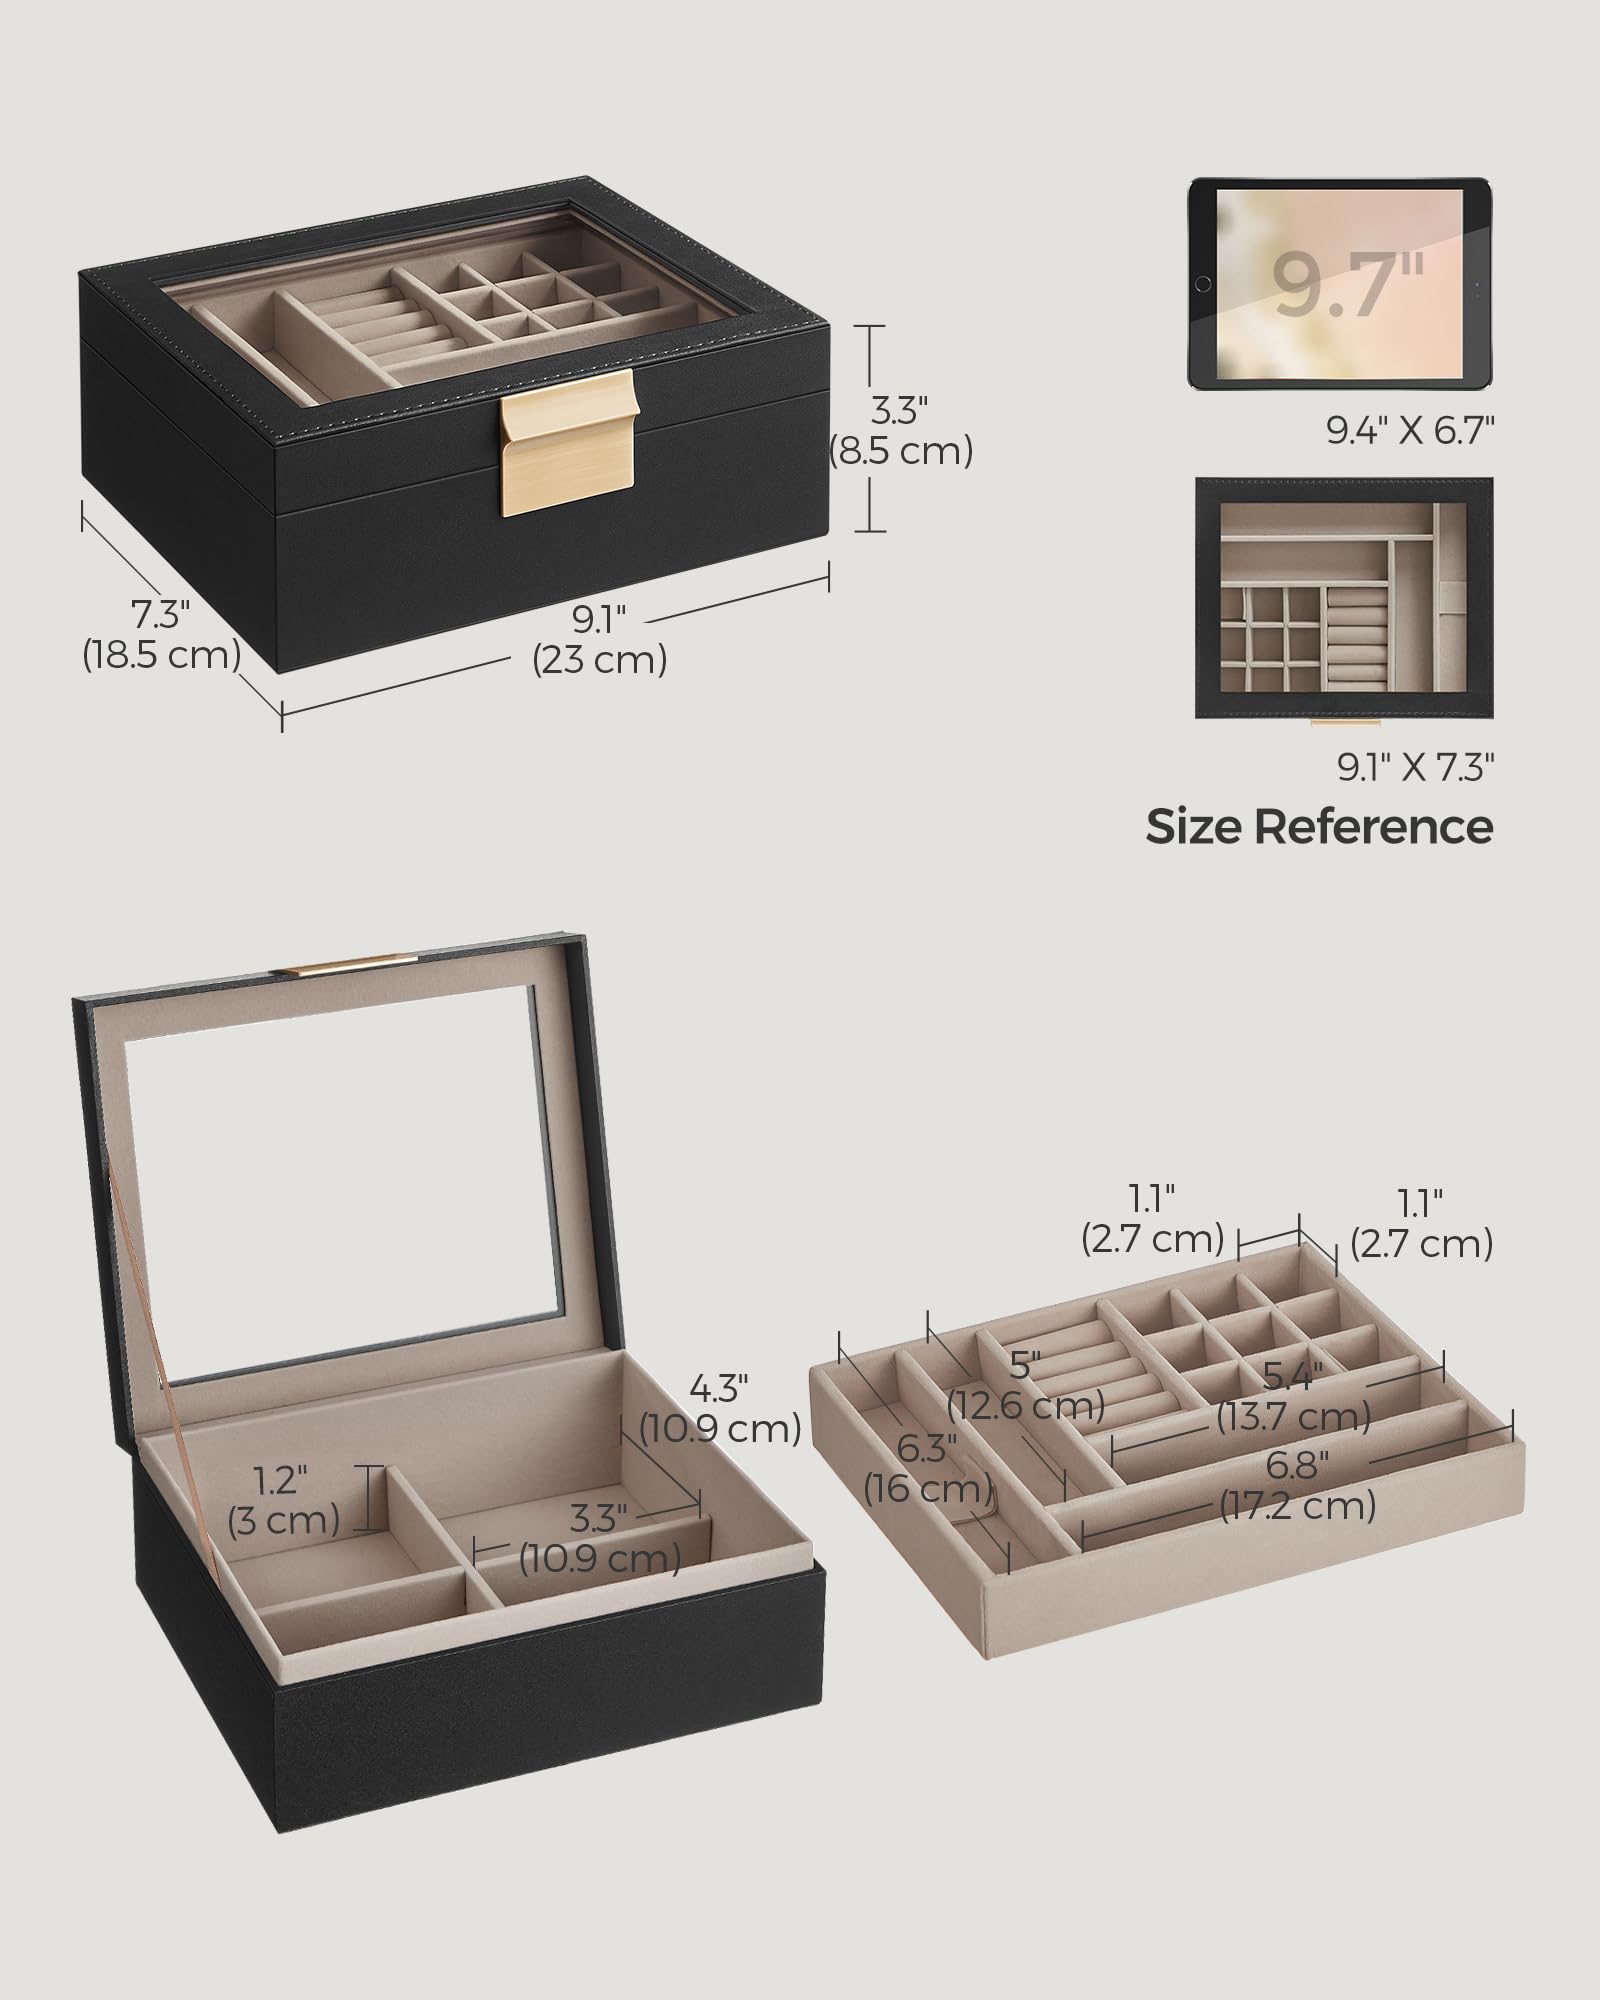 3.3"
(8.5 cm)
7.3"
(18.5 cm)
9.1"
(23 cm)
9.7"
9.4" X 6.7"
9.1" X 7.3"
Size Reference
4.3"
(10.9 cm)
1.2"
(3 cm)
3.3"
(10.9 cm)
1.1"
(2.7 cm)
1.1"
(2.7 cm)
5"
(12.6 cm)
5.4"
(13.7 cm)
6.3"
(16 cm)
6.8"
(17.2 cm)